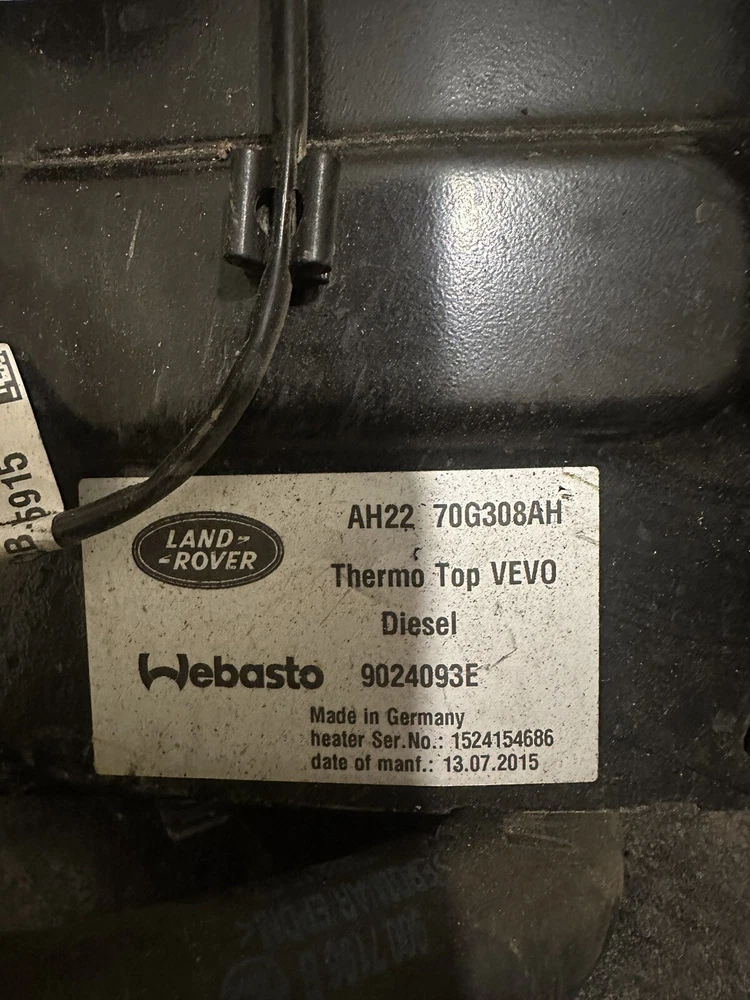 AH22 70G308AH
LAND-
-ROVER
Thermo Top VEVO
Diesel
Webasto 9024093E
Made in Germany
heater Ser.No.: 1524154686
date of manf.: 13.07.2015
B-5915